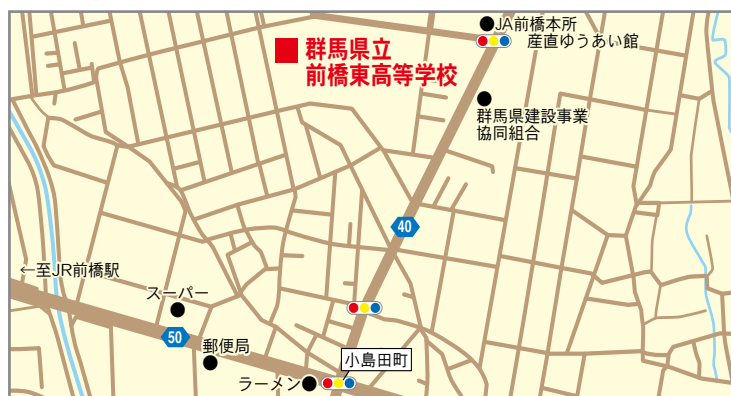 JA前橋本所
産直ゆうあい館
群馬県立
前橋東高等学校
群馬県建設事業
協同組合
40
←至JR前橋駅
スーパー
50
郵便局
小島田町
ラーメン